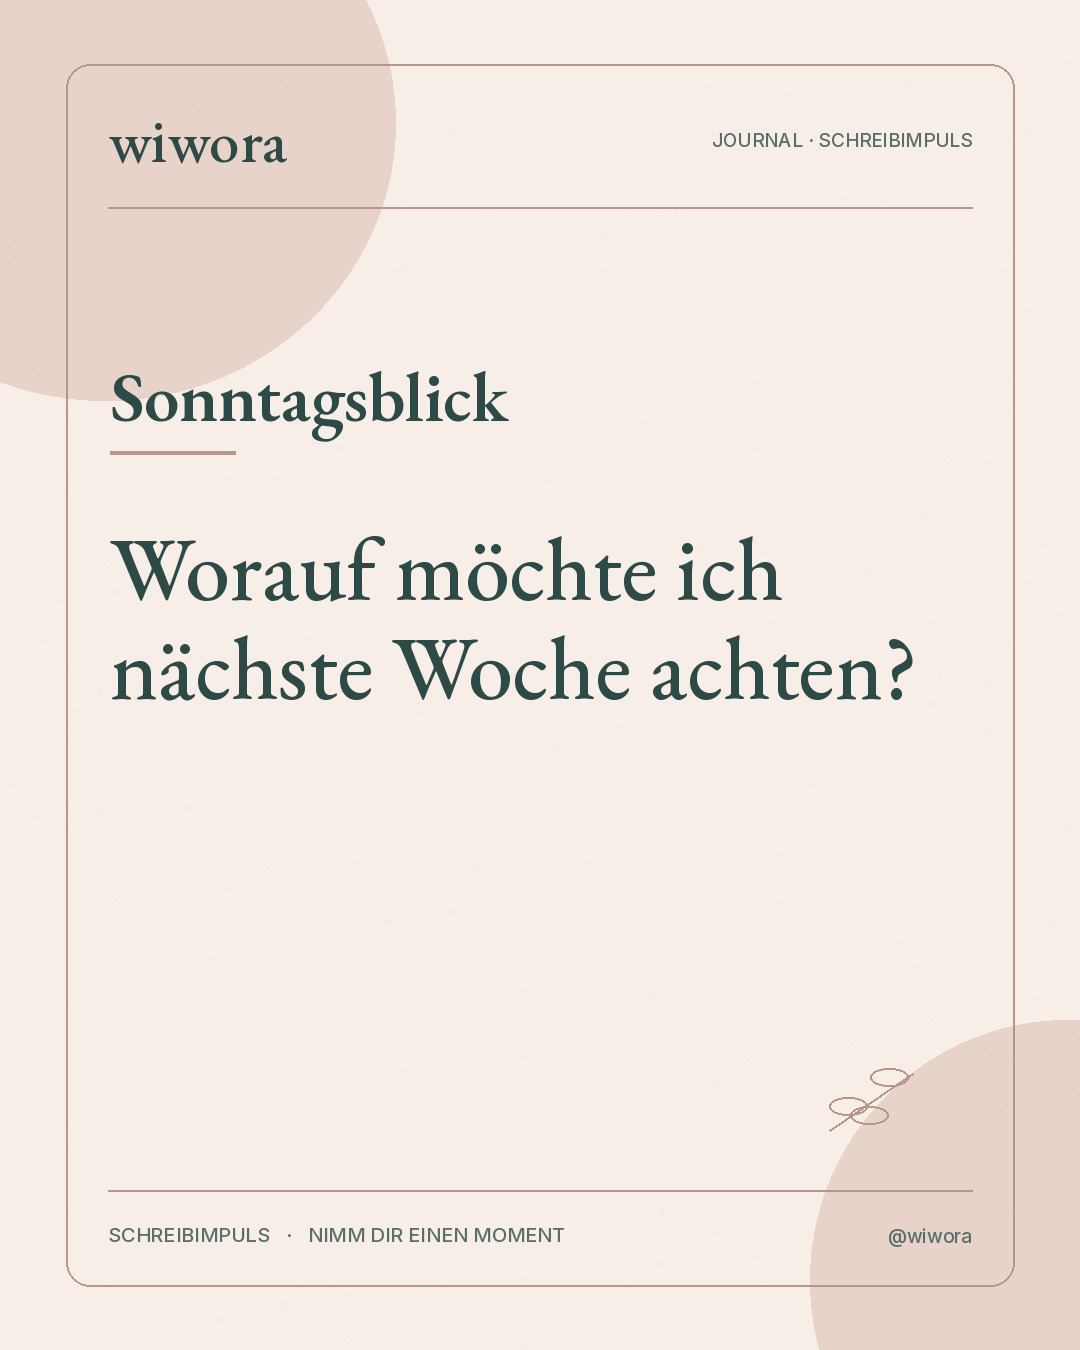 wiwora
JOURNAL · SCHREIBIMPULS
Sonntagsblick
Worauf möchte ich
nächste Woche achten?
SCHREIBIMPULS · NIMM DIR EINEN MOMENT
@wiwora